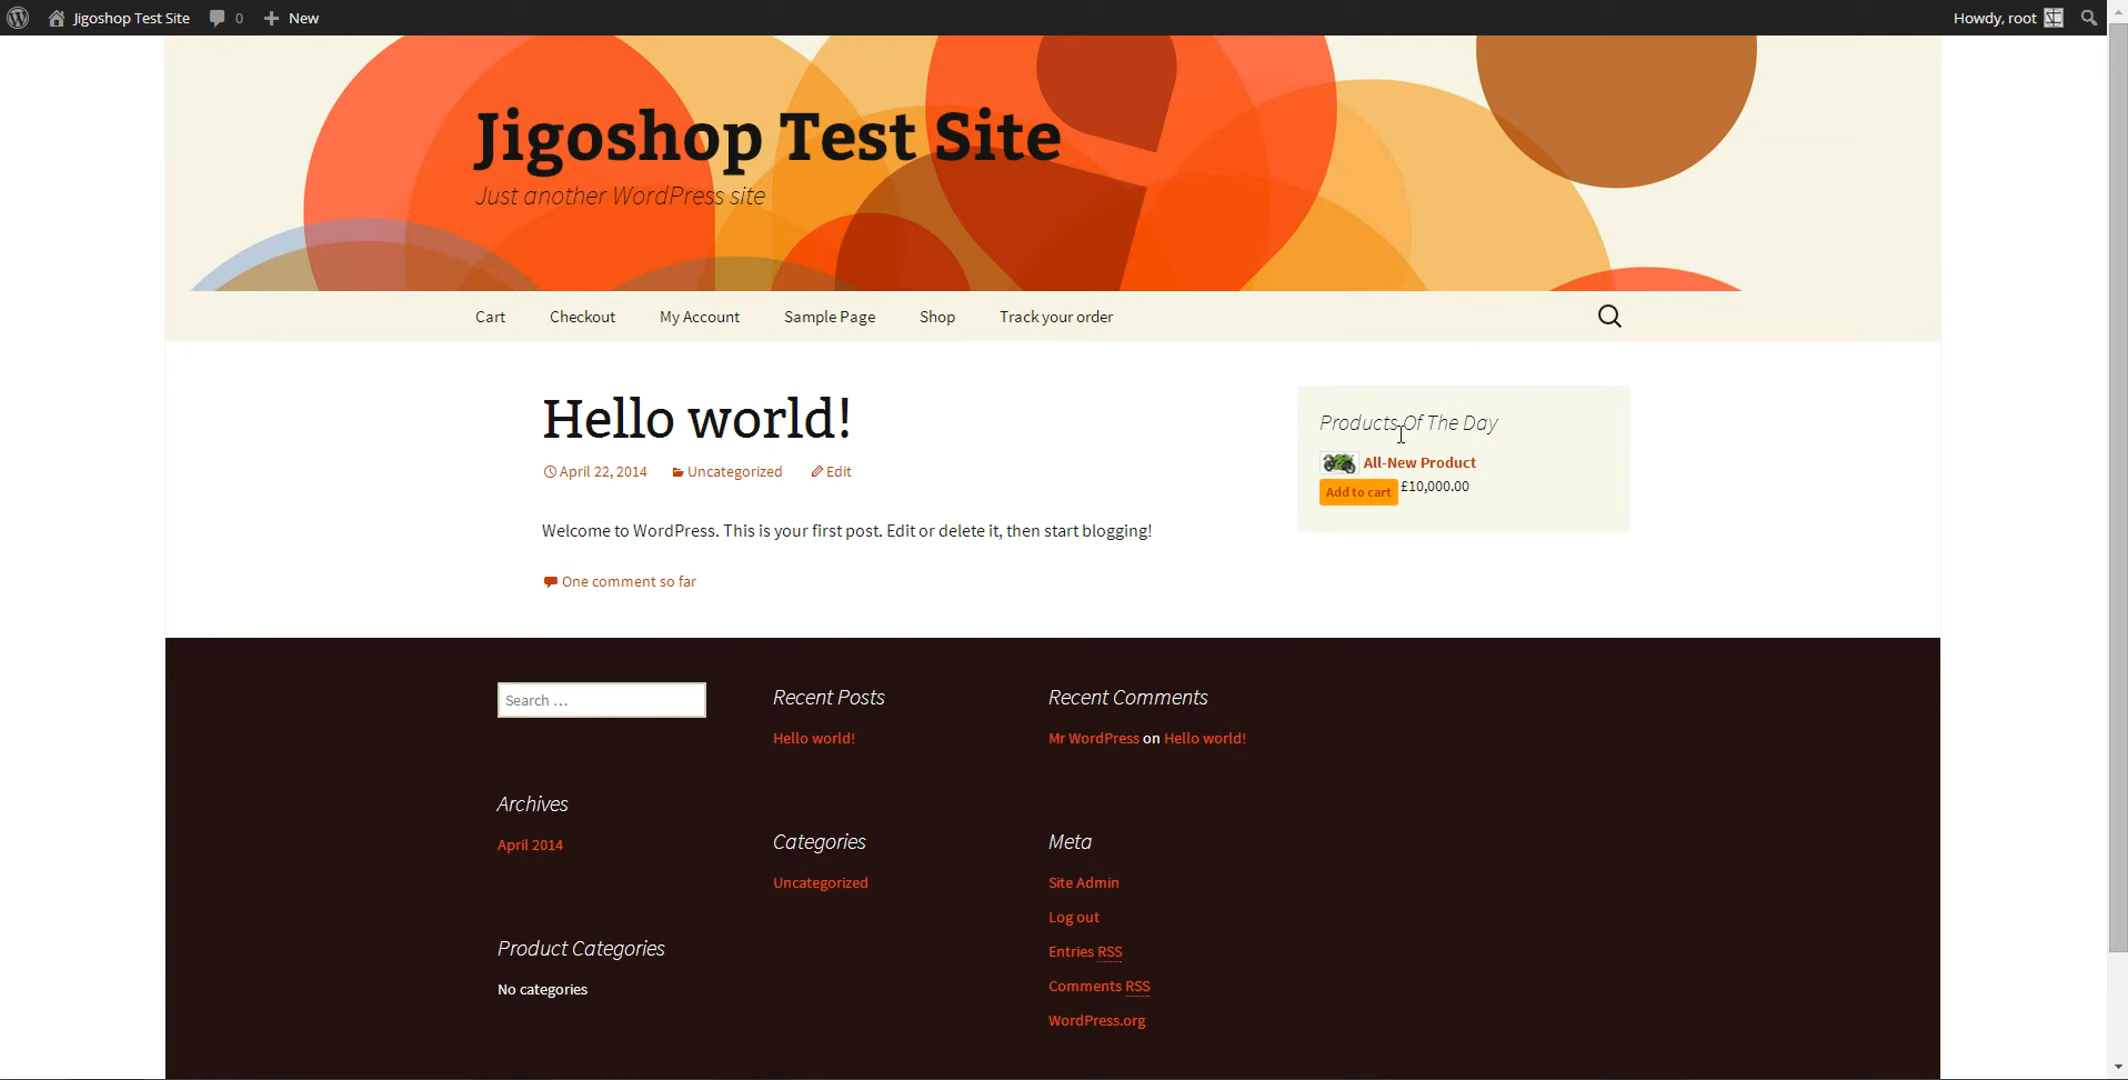 Jigoshop Test Site 0 New Howdy, root
Jigoshop Test Site
Just another WordPress site
Cart Checkout My Account Sample Page Shop Track your order
Hello world!
April 22, 2014 Uncategorized Edit
Welcome to WordPress. This is your first post. Edit or delete it, then start blogging!
One comment so far
Products Of The Day
All-New Product
Add to cart £10,000.00
Search …
Archives
April 2014
Product Categories
No categories
Recent Posts
Hello world!
Categories
Uncategorized
Recent Comments
Mr WordPress on Hello world!
Meta
Site Admin
Log out
Entries RSS
Comments RSS
WordPress.org